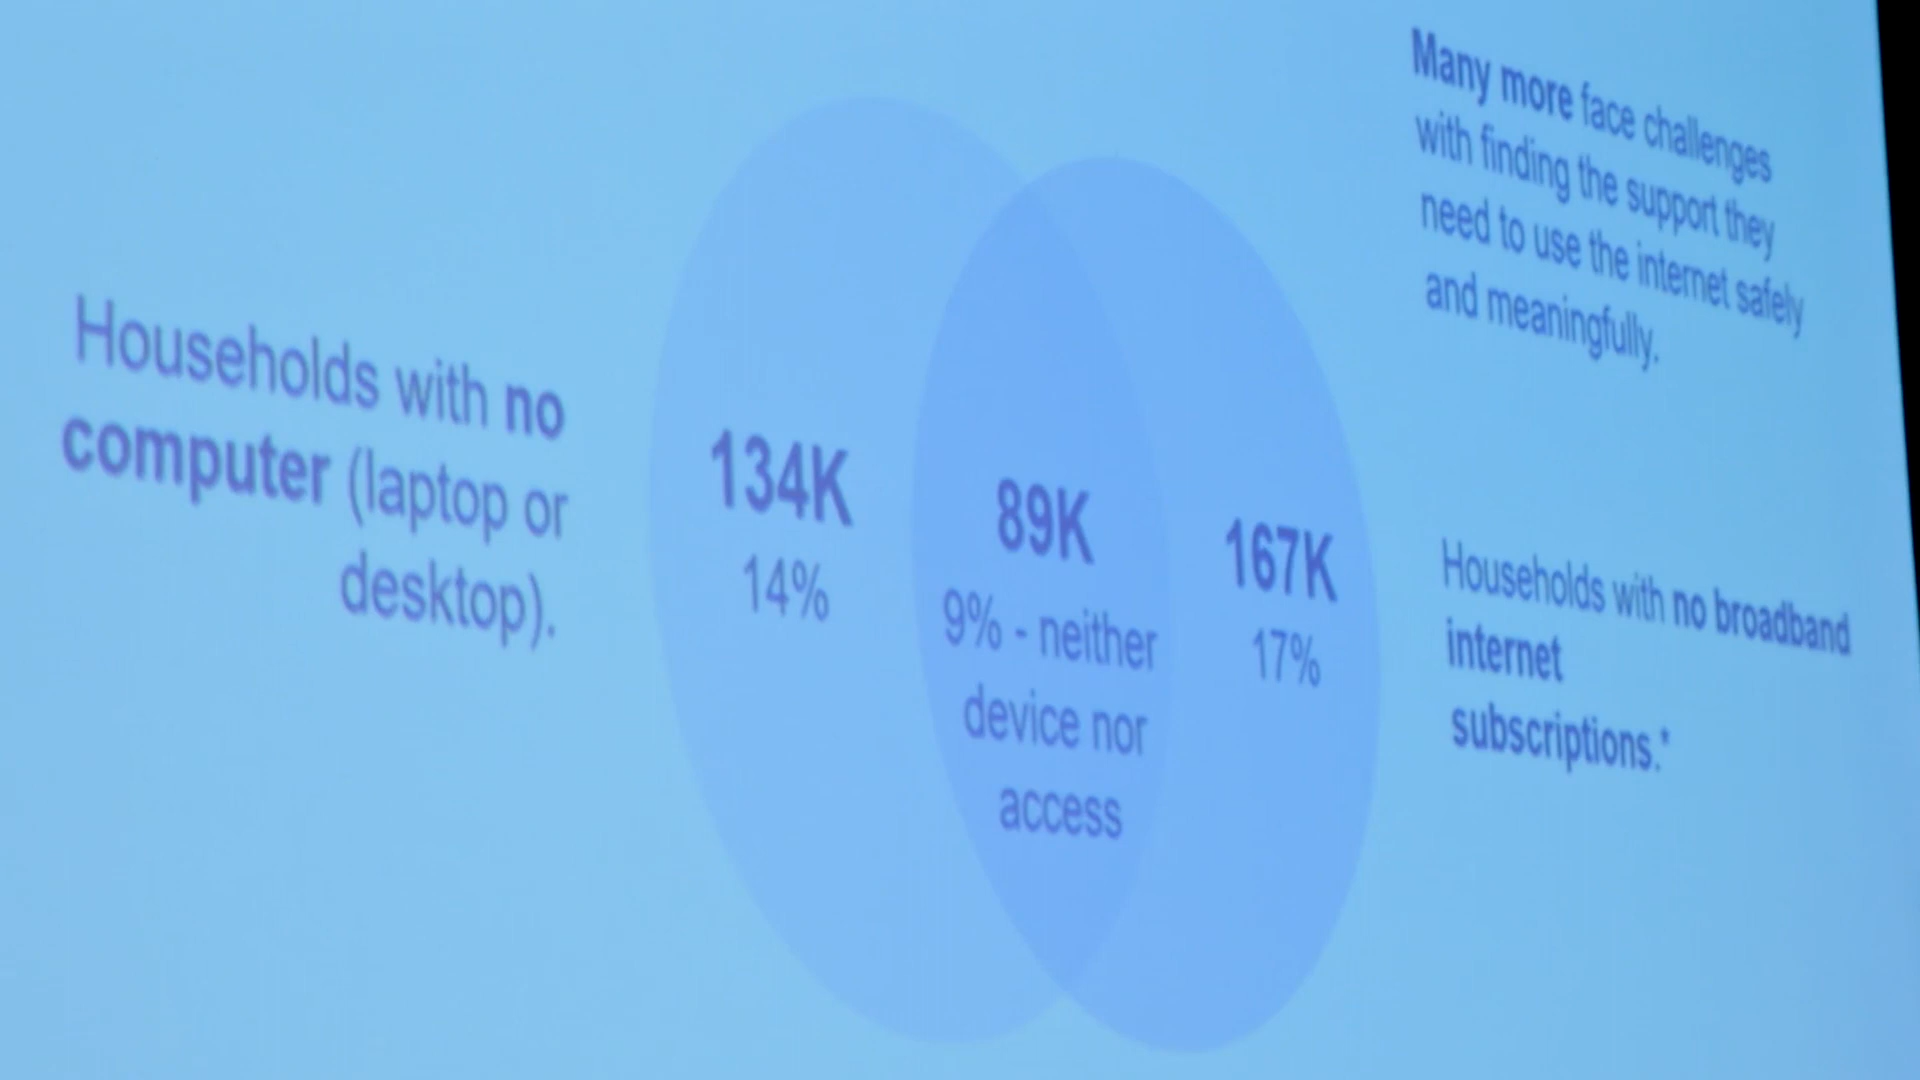 Many more face challenges
with finding the support they
need to use the internet safely
and meaningfully.
Households with no
computer (laptop or
desktop).
134K
14%
89K
9% - neither
device nor
access
167K
17%
Households with no broadband
internet
subscriptions.*